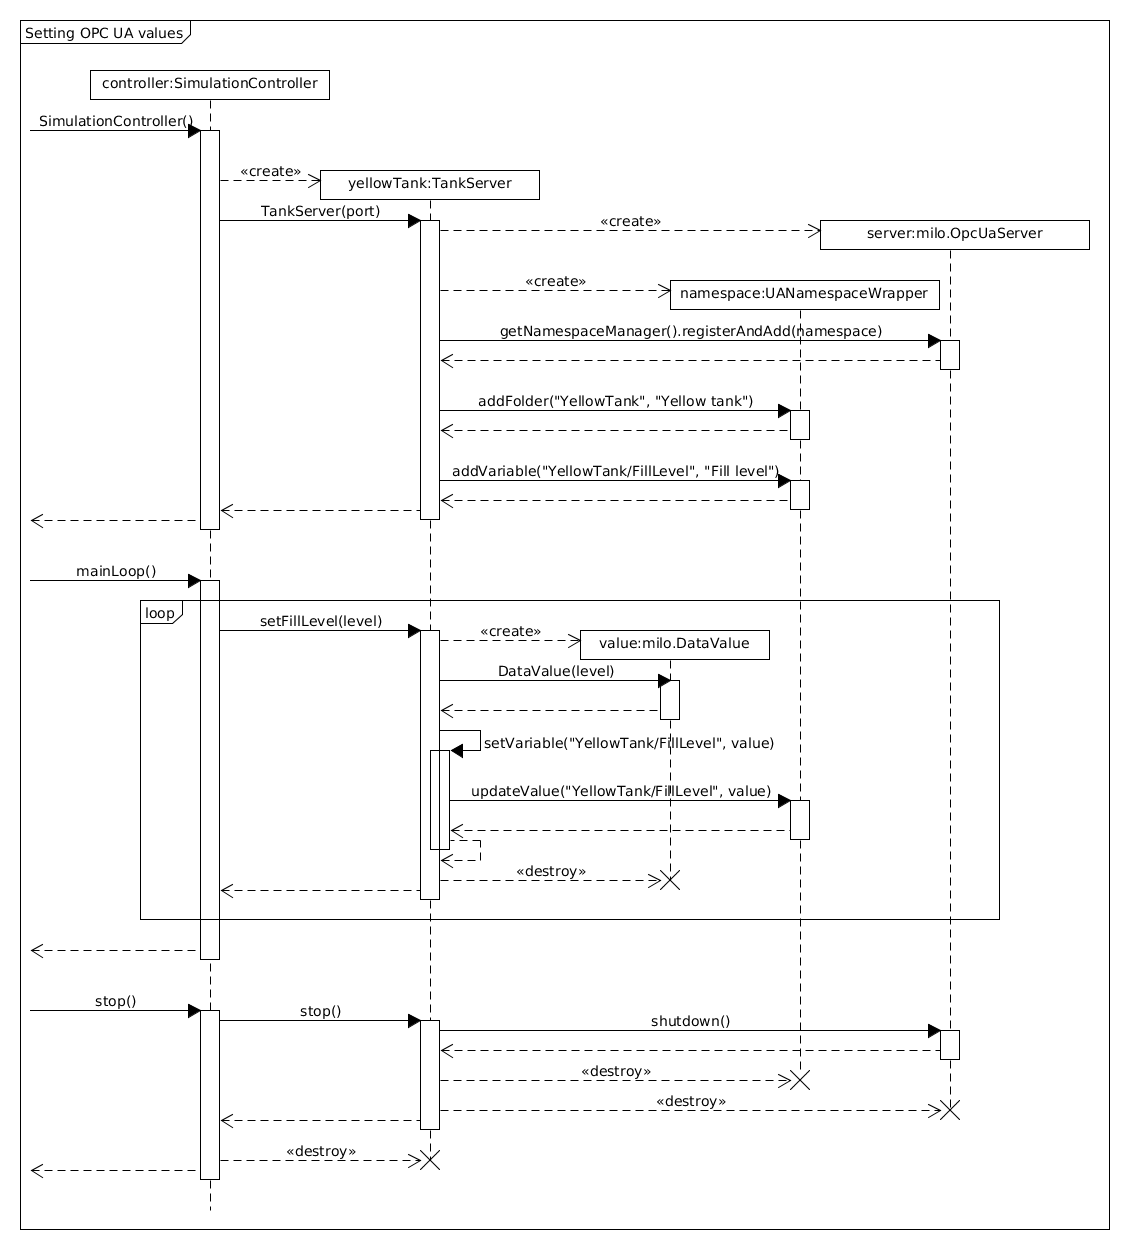 Setting OPC UA values
controller:SimulationController
SimulationController()
«create»
yellowTank:TankServer
TankServer(port)
«create»
server:milo.OpcUaServer
«create»
namespace:UANamespaceWrapper
getNamespaceManager().registerAndAdd(namespace)
addFolder("YellowTank", "Yellow tank")
addVariable("YellowTank/FillLevel", "Fill level")
mainLoop()
loop
setFillLevel(level)
«create»
value:milo.DataValue
DataValue(level)
setVariable("YellowTank/FillLevel", value)
updateValue("YellowTank/FillLevel", value)
«destroy»
stop()
stop()
shutdown()
«destroy»
«destroy»
«destroy»